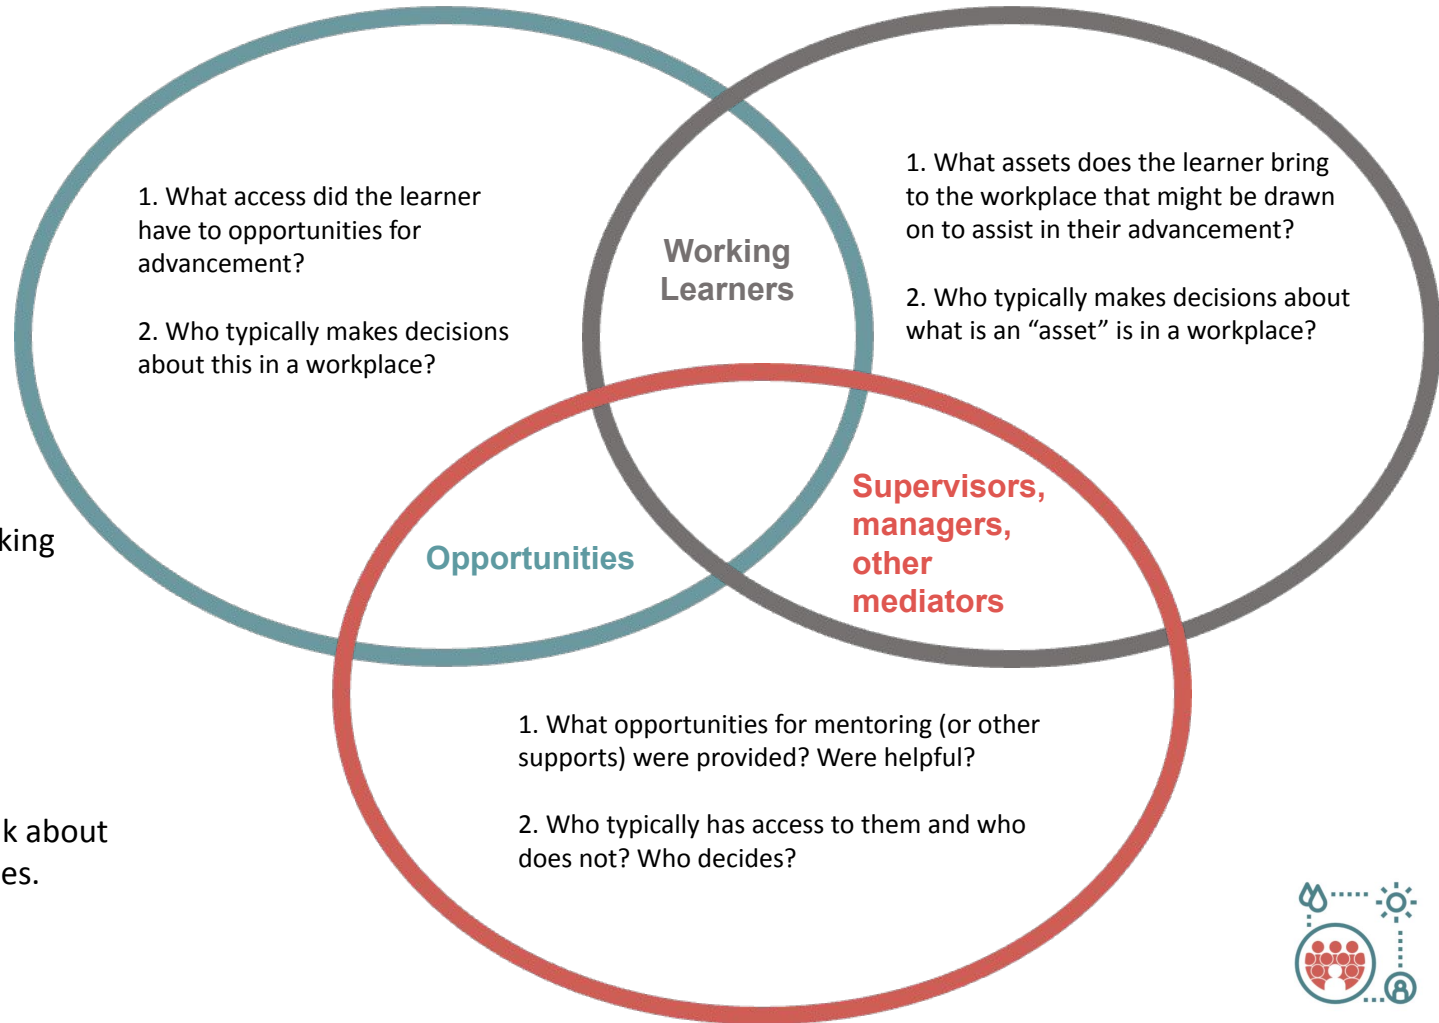 1. What access did the learner
have to opportunities for
advancement?
2. Who typically makes decisions
about this in a workplace?
Working
Learners
1. What assets does the learner bring
to the workplace that might be drawn
on to assist in their advancement?
2. Who typically makes decisions about
what is an “asset” is in a workplace?
king
Opportunities
Supervisors,
managers,
other
mediators
1. What opportunities for mentoring (or other
supports) were provided? Were helpful?
2. Who typically has access to them and who
does not? Who decides?
k about
es.